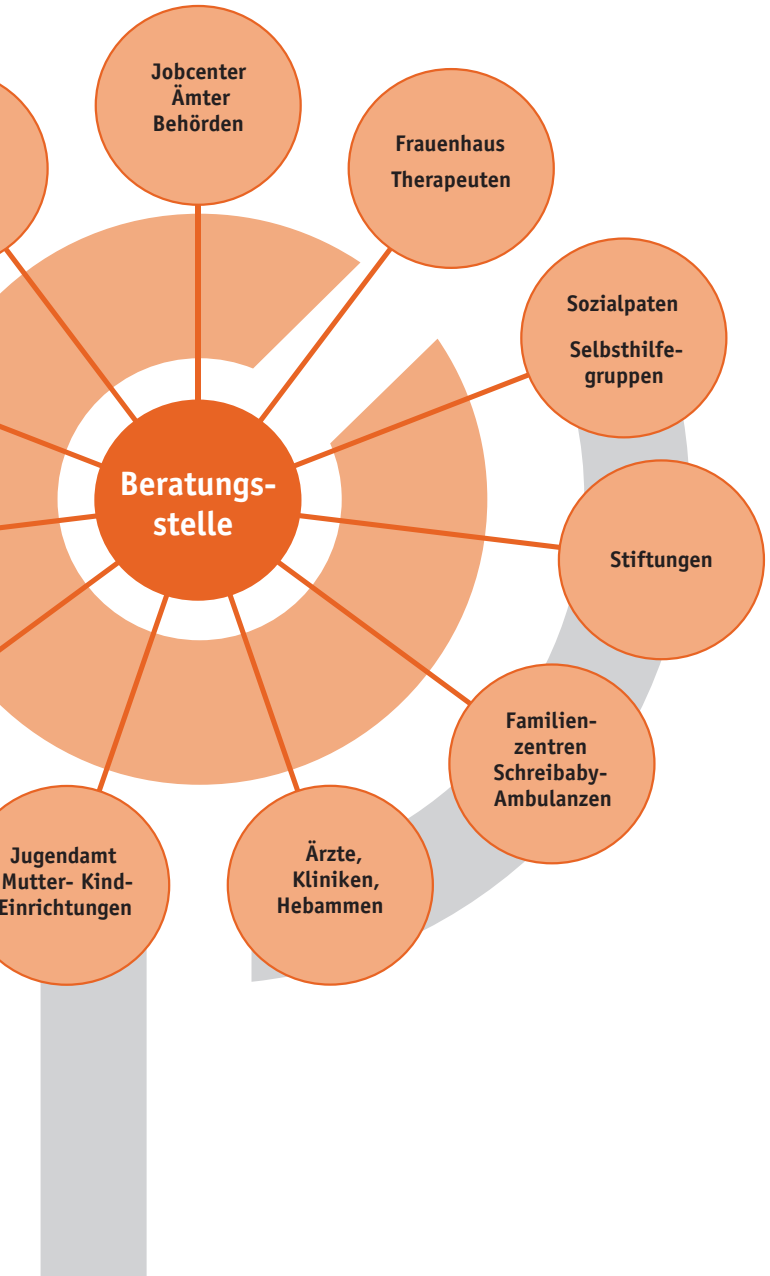 Jobcenter
Ämter
Behörden
Frauenhaus
Therapeuten
Sozialpaten
Selbsthilfe-
gruppen
Beratungs-
stelle
Stiftungen
Familien-
zentren
Schreibaby-
Ambulanzen
Ärzte,
Kliniken,
Hebammen
Jugendamt
Mutter- Kind-
Einrichtungen